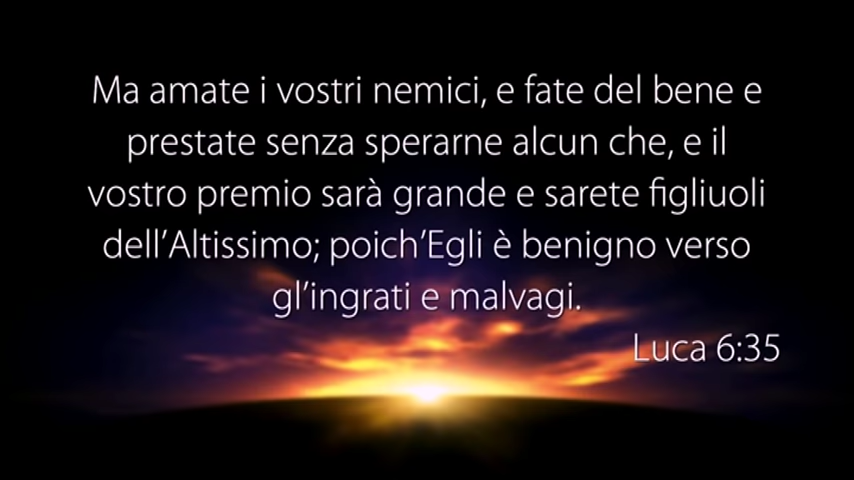 Ma amate i vostri nemici, e fate del bene e
prestate senza sperarne alcun che, e il
vostro premio sarà grande e sarete figliuoli
dell'Altissimo; poich'Egli è benigno verso
gl'ingrati e malvagi.
Luca 6:35